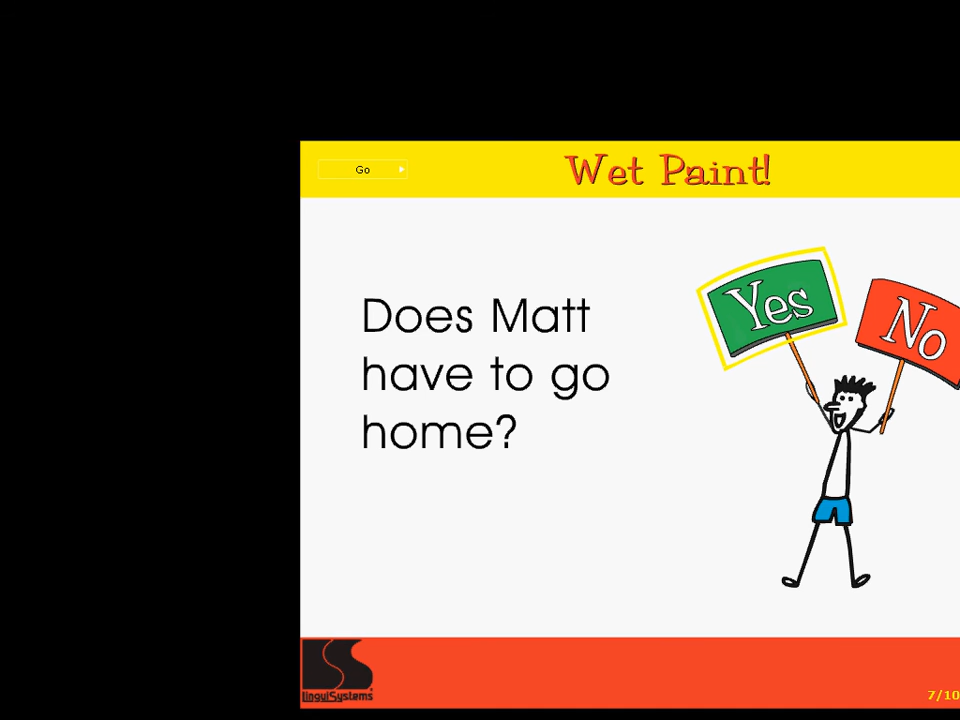 Go
Wet Paint!
Does Matt
have to go
home?
Yes
No
LinguiSystems
7/10